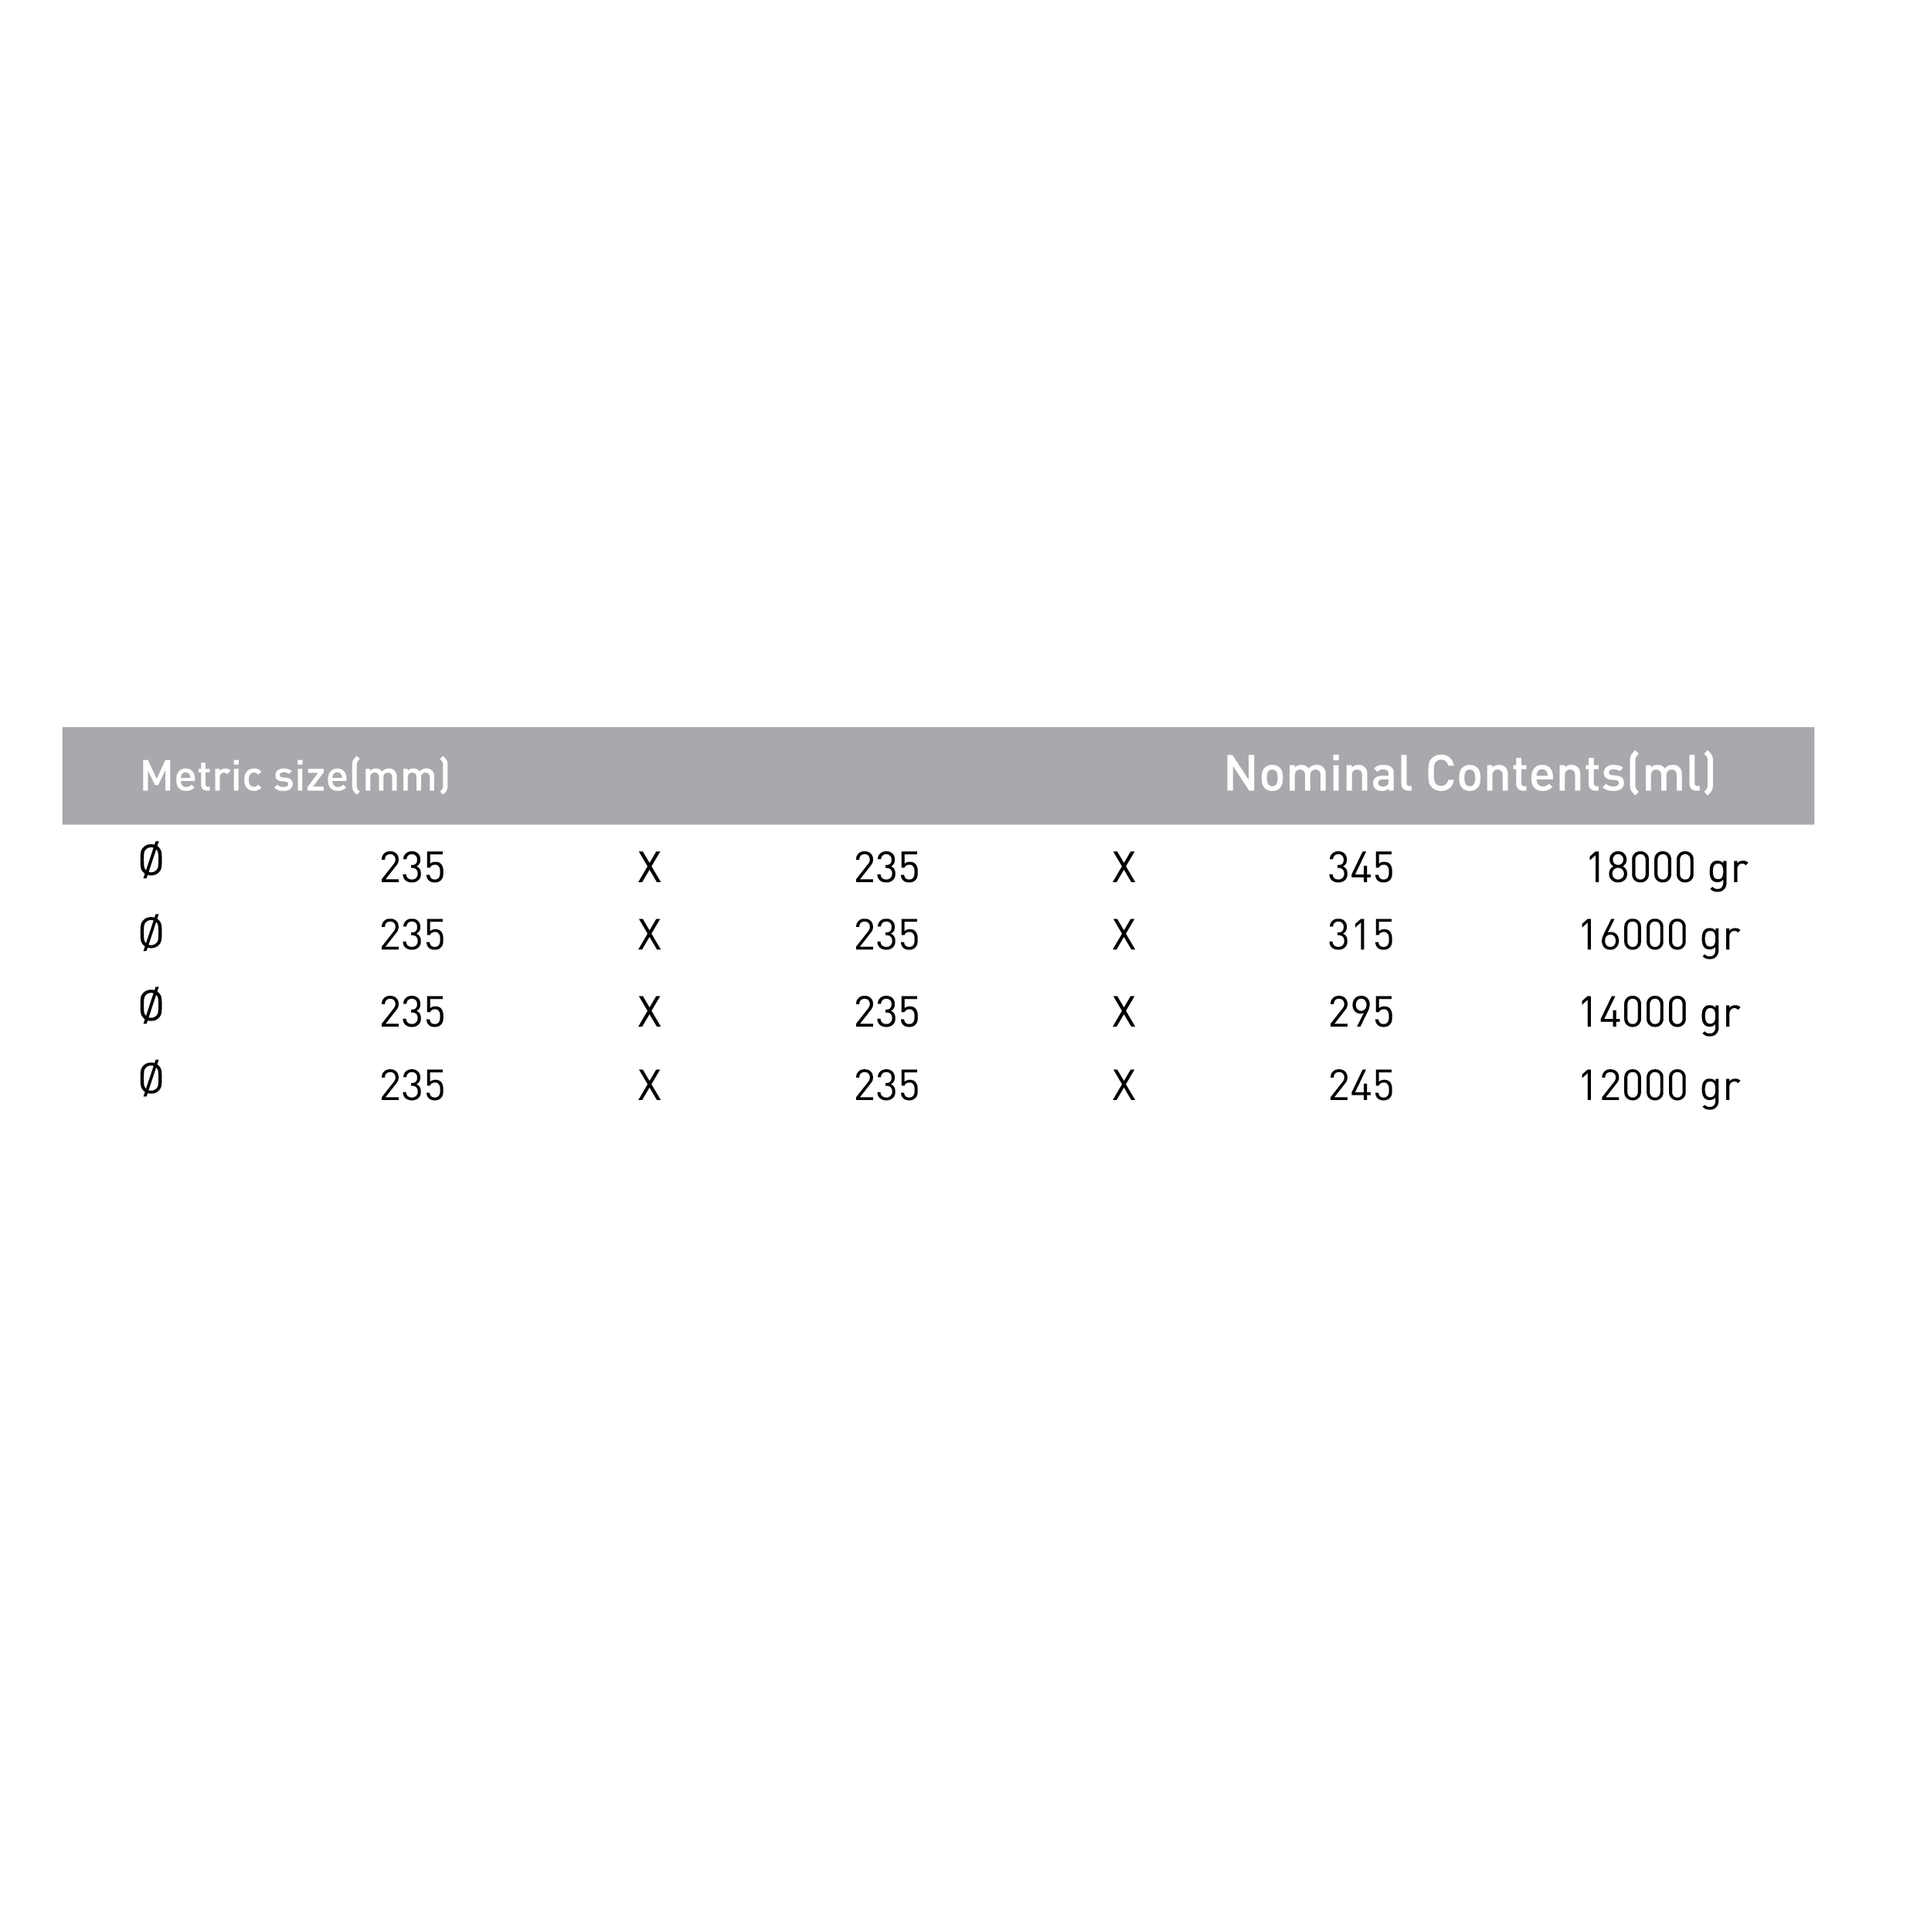 Metric size(mm) Nominal Contents(ml)
Ø 235 X 235 X 345 18000 gr
Ø 235 X 235 X 315 16000 gr
Ø 235 X 235 X 295 14000 gr
Ø 235 X 235 X 245 12000 gr